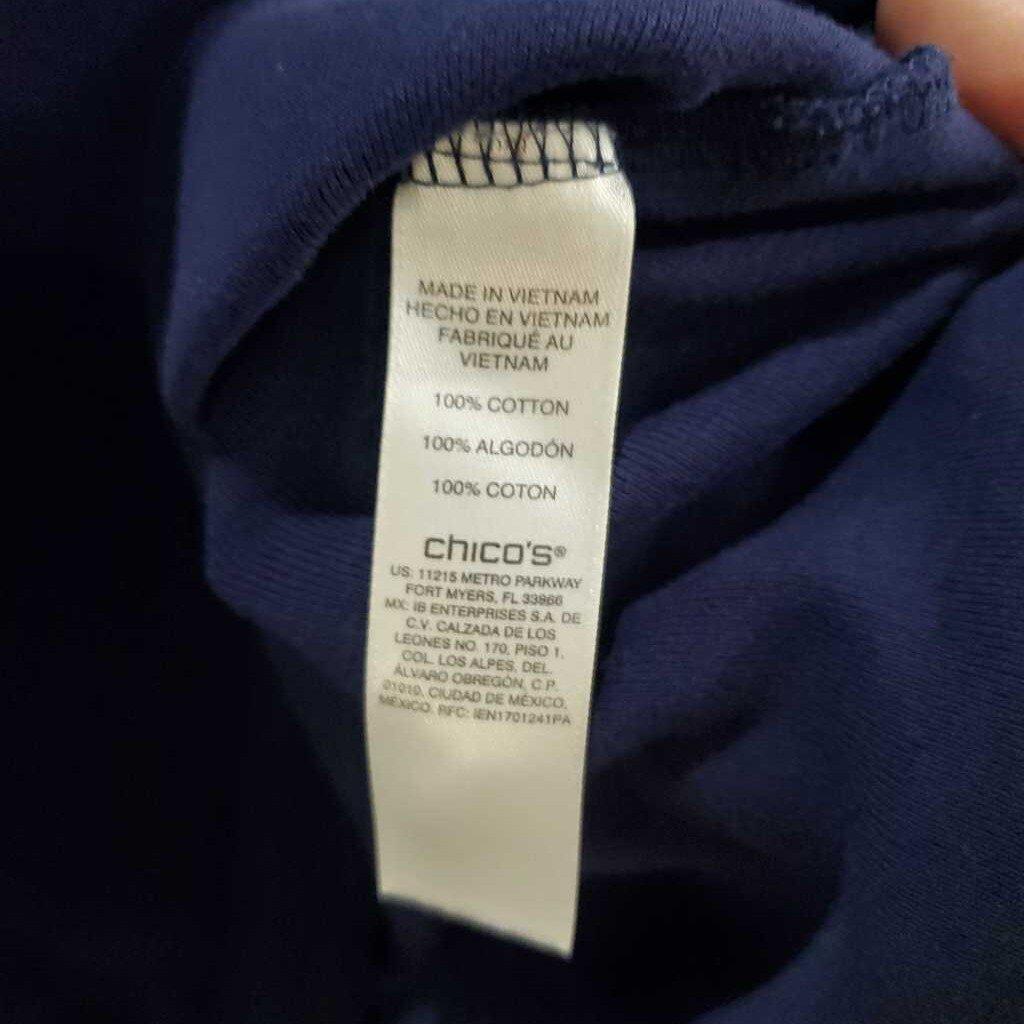 MADE IN VIETNAM
HECHO EN VIETNAM
FABRIQUÉ AU
VIETNAM
100% COTTON
100% ALGODÓN
100% COTON
chico's®
US: 11215 METRO PARKWAY
FORT MYERS, FL 33966
MX: IB ENTERPRISES S.A. DE
C.V. CALZADA DE LOS
LEONES NO. 170, PISO 1,
COL. LOS ALPES, DEL.
ÁLVARO OBREGÓN, C.P.
01010, CIUDAD DE MÉXICO,
MÉXICO. RFC: IEN1701241PA